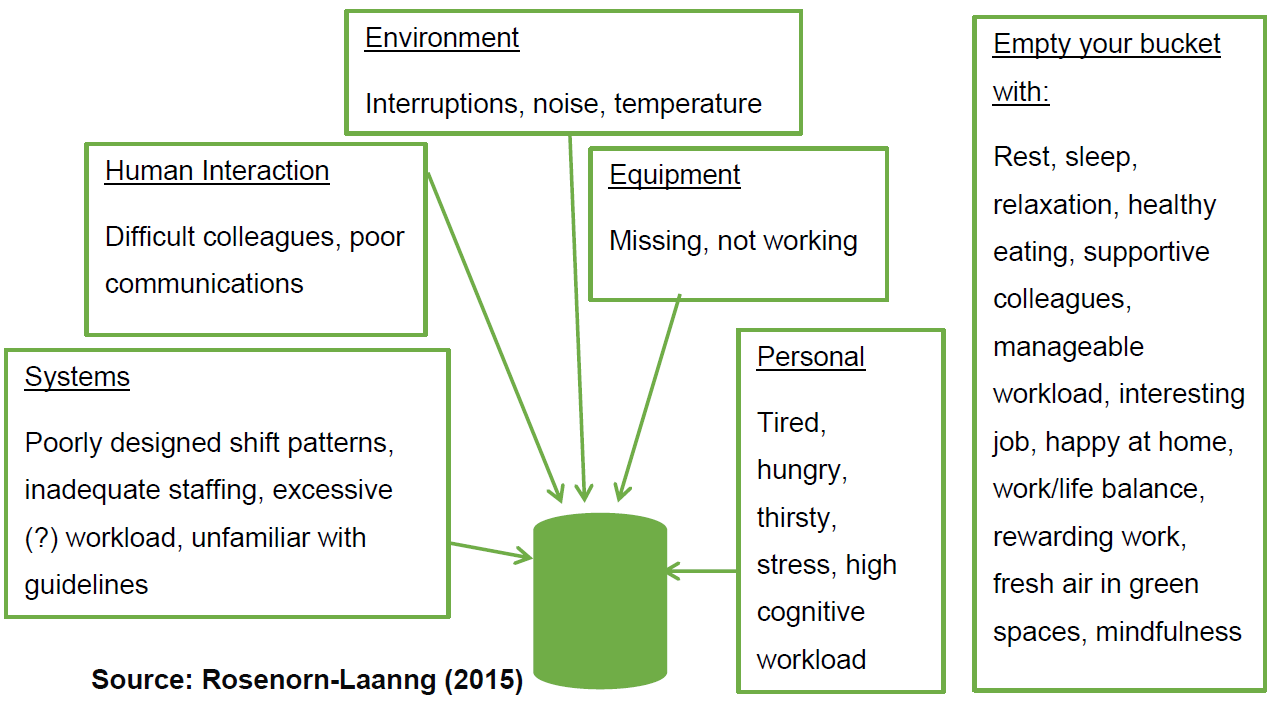 Environment
Interruptions, noise, temperature
Human Interaction
Difficult colleagues, poor
communications
Equipment
Missing, not working
Systems
Poorly designed shift patterns,
inadequate staffing, excessive
(?) workload, unfamiliar with
guidelines
Personal
Tired,
hungry,
thirsty,
stress, high
cognitive
workload
Empty your bucket
with:
Rest, sleep,
relaxation, healthy
eating, supportive
colleagues,
manageable
workload, interesting
job, happy at home,
work/life balance,
rewarding work,
fresh air in green
spaces, mindfulness
Source: Rosenorn-Laanng (2015)